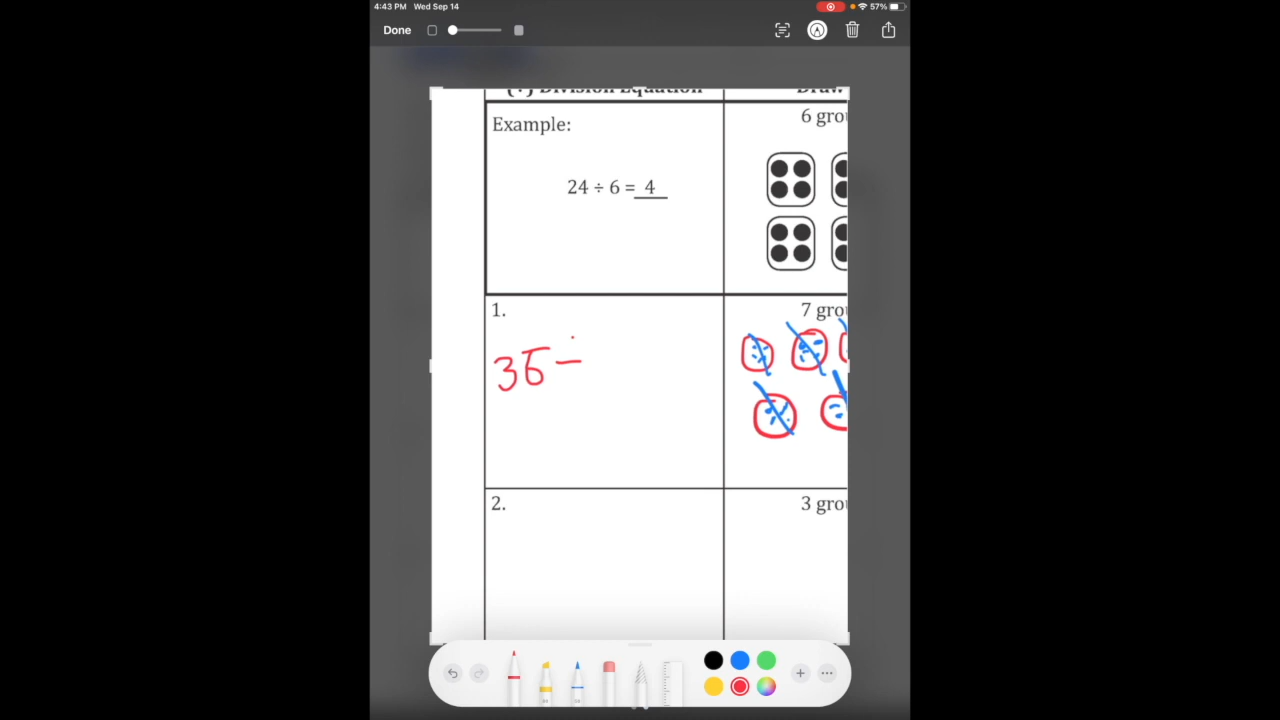 4:43 PM Wed Sep 14
57%
Done
(÷) Division Equation
Draw
Example:
6 grou
24 ÷ 6 = 4
1.
7 grou
35 ÷
2.
3 grou